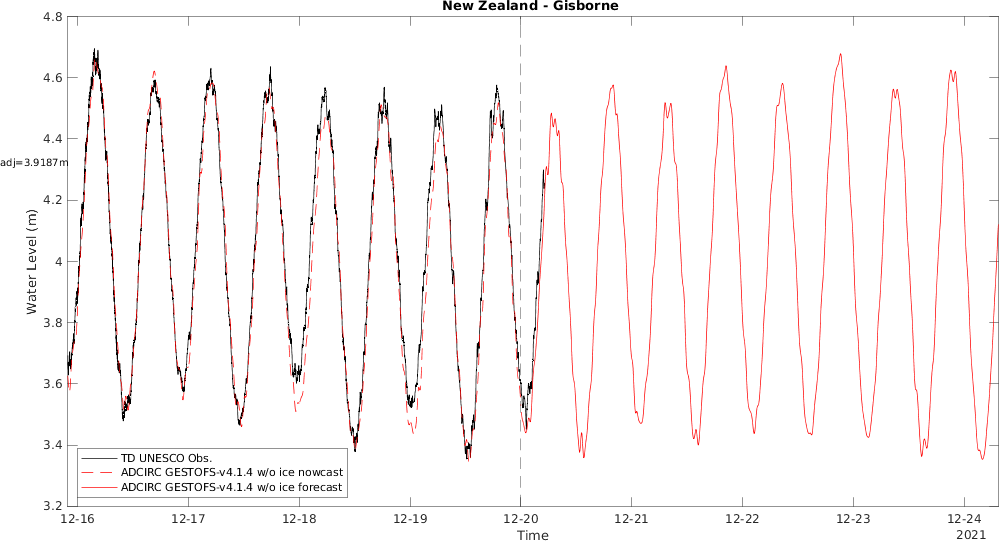 New Zealand - Gisborne
4.8
4.6
4.4
adj=3.9187m
4.2
4
3.8
3.6
3.4
3.2
Water Level (m)
TD UNESCO Obs.
ADCIRC GESTOFS-v4.1.4 w/o ice nowcast
ADCIRC GESTOFS-v4.1.4 w/o ice forecast
12-16 12-17 12-18 12-19 12-20 12-21 12-22 12-23 12-24
Time 2021